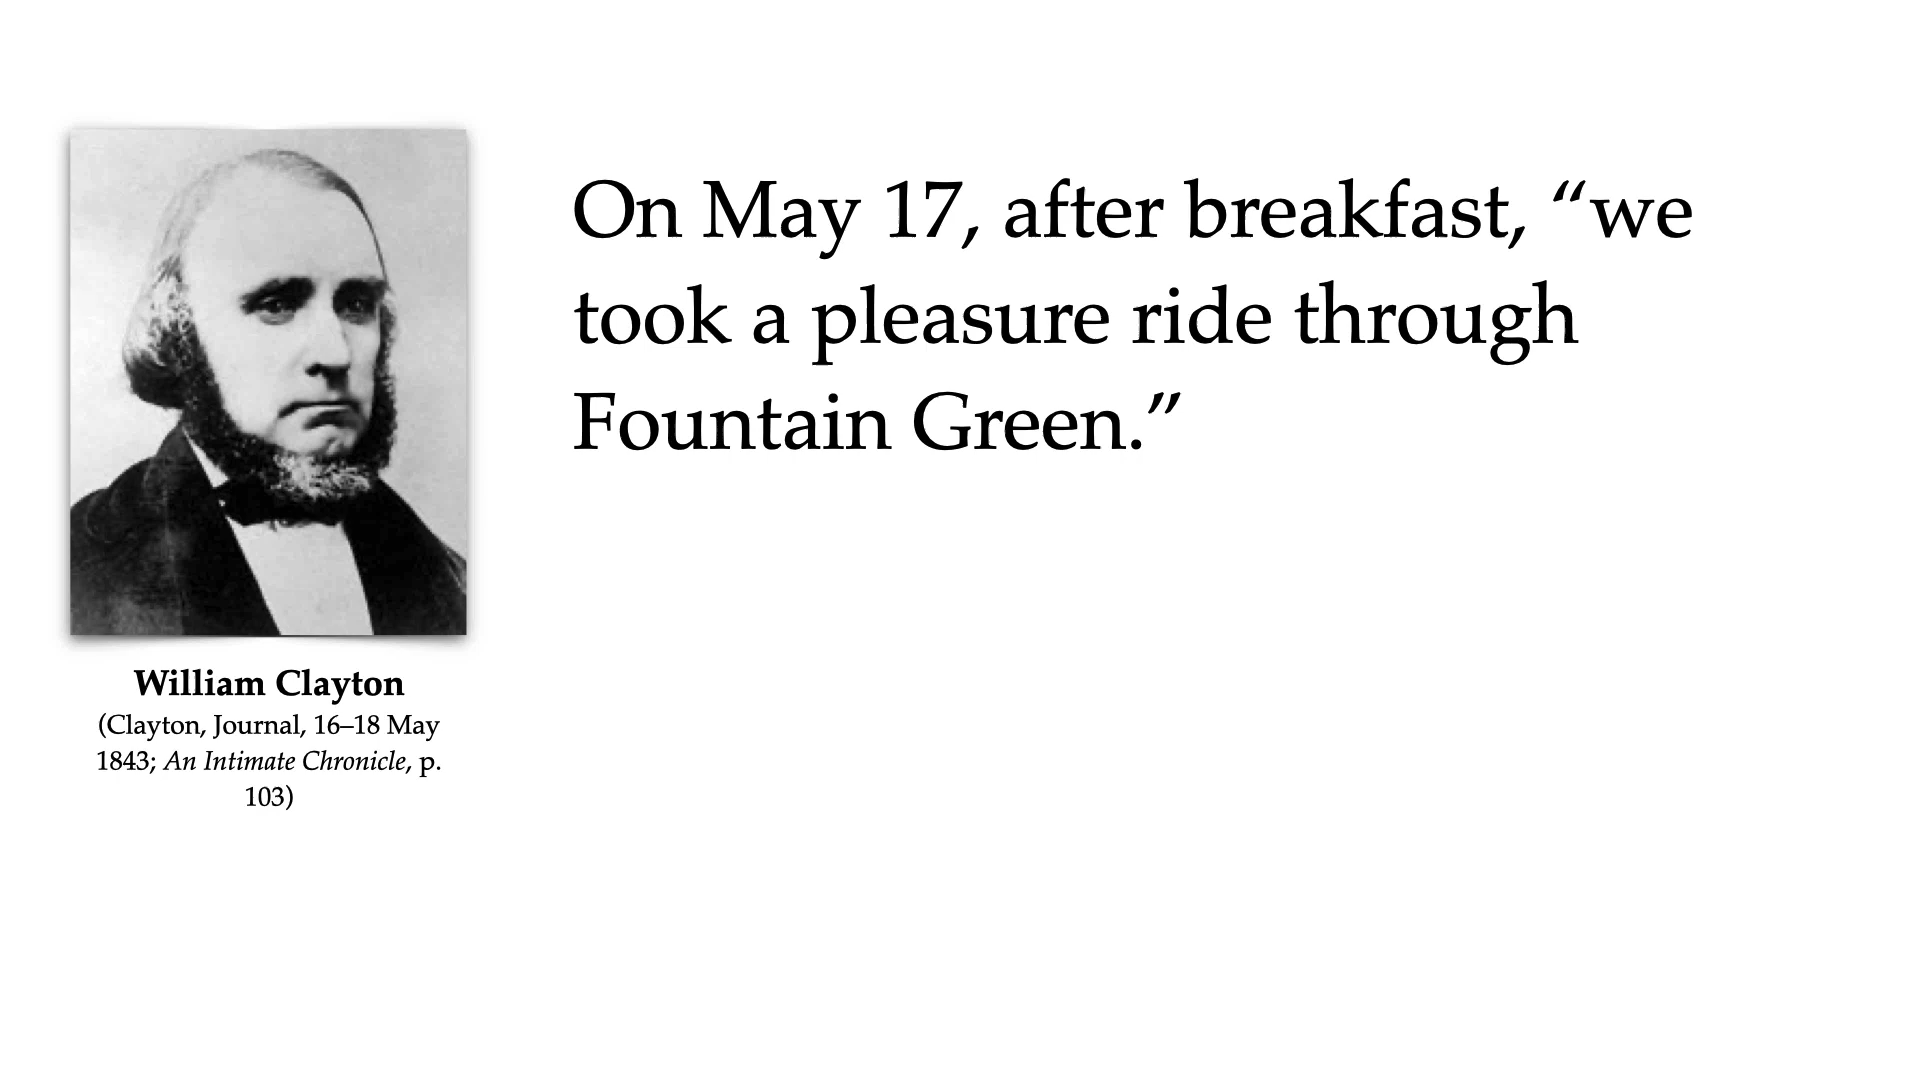 On May 17, after breakfast, “we
took a pleasure ride through
Fountain Green.”
William Clayton
(Clayton, Journal, 16–18 May
1843; An Intimate Chronicle, p.
103)